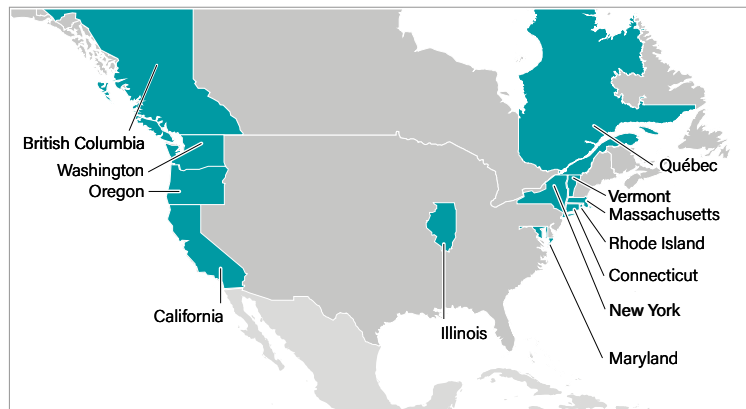 British Columbia
Washington
Oregon
California
Illinois
Québec
Vermont
Massachusetts
Rhode Island
Connecticut
New York
Maryland